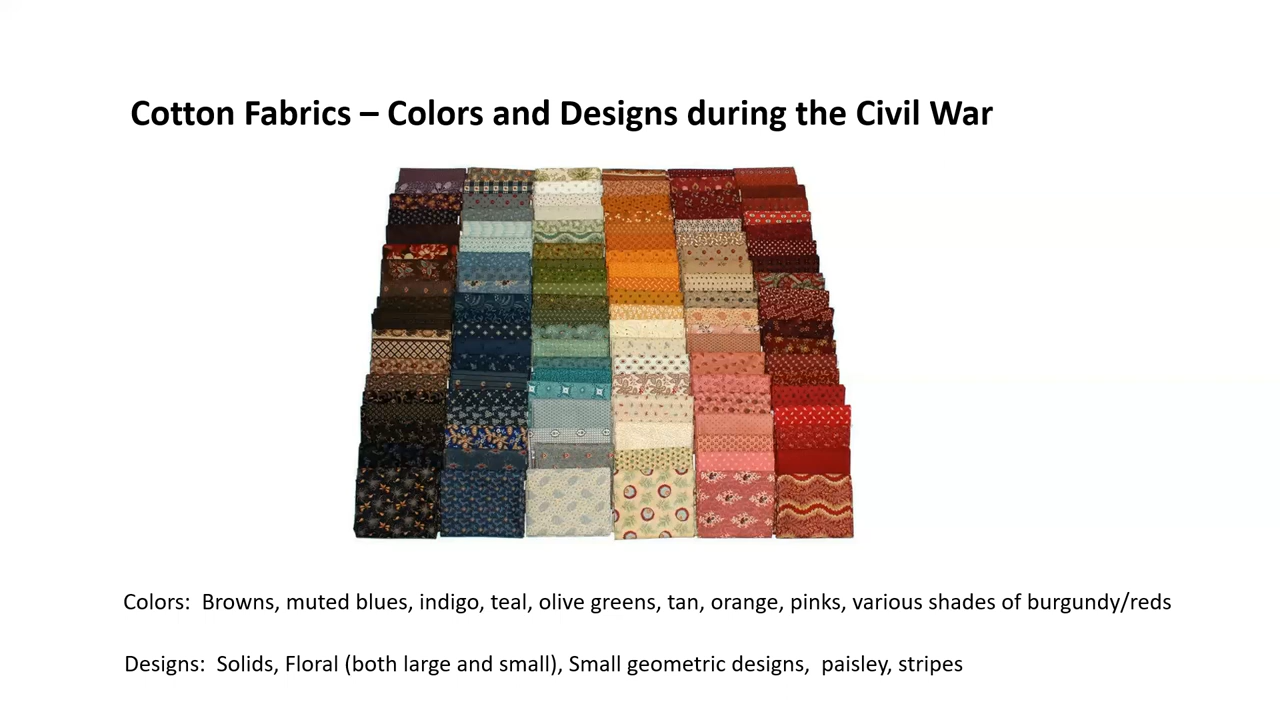 Cotton Fabrics – Colors and Designs during the Civil War
Colors:  Browns, muted blues, indigo, teal, olive greens, tan, orange, pinks, various shades of burgundy/reds
Designs:  Solids, Floral (both large and small), Small geometric designs,  paisley, stripes